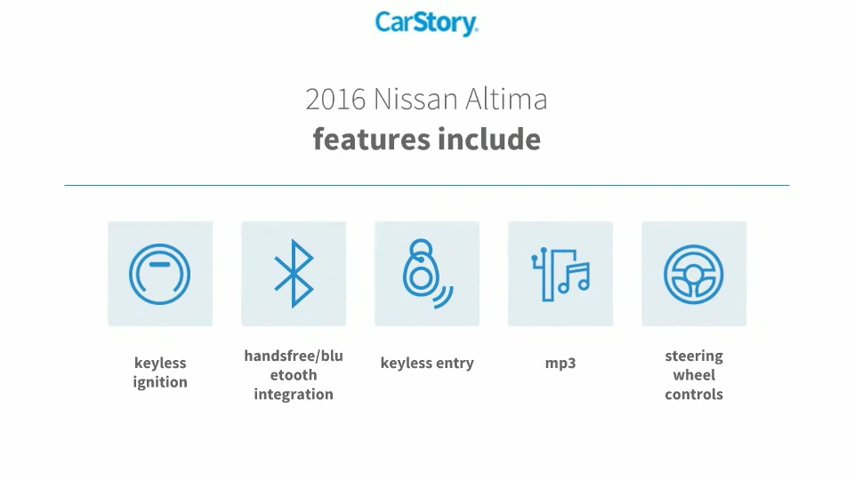 CarStory.
2016 Nissan Altima
features include
keyless
ignition
handsfree/blu
etooth
integration
keyless entry
mp3
steering
wheel
controls